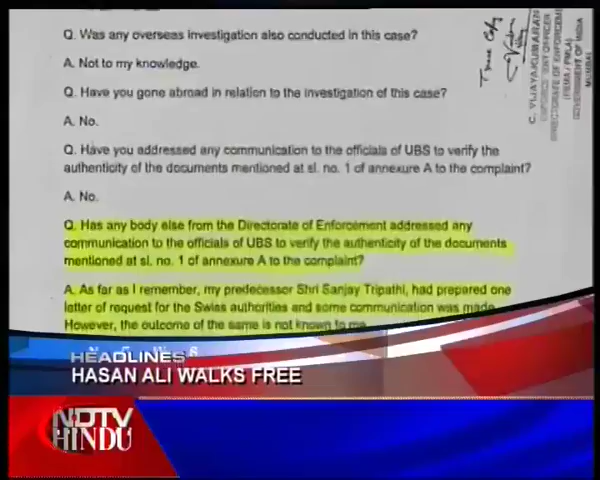 Q. Was any overseas investigation also conducted in this case?
A. Not to my knowledge.
Q. Have you gone abroad in relation to the investigation of this case?
A. No.
Q. Have you addressed any communication to the officials of UBS to verify the
authenticity of the documents mentioned at sl. no. 1 of annexure A to the complaint?
A. No.
Q. Has any body else from the Directorate of Enforcement addressed any
communication to the officials of UBS to verify the authenticity of the documents
mentioned at sl. no. 1 of annexure A to the complaint?
A. As far as I remember, my predecessor Shri Sanjay Tripathi, had prepared one
letter of request for the Swiss authorities and some communication was made.
However, the outcome of the same is not known to me
True Copy
C. VIJAYAKUMARAN
ENFORCEMENT OFFICER
DIRECTORATE OF ENFORCEMENT
(FEMA / PMLA)
GOVERNMENT OF INDIA
MUMBAI
HEADLINES
HASAN ALI WALKS FREE
NDTV
HINDU